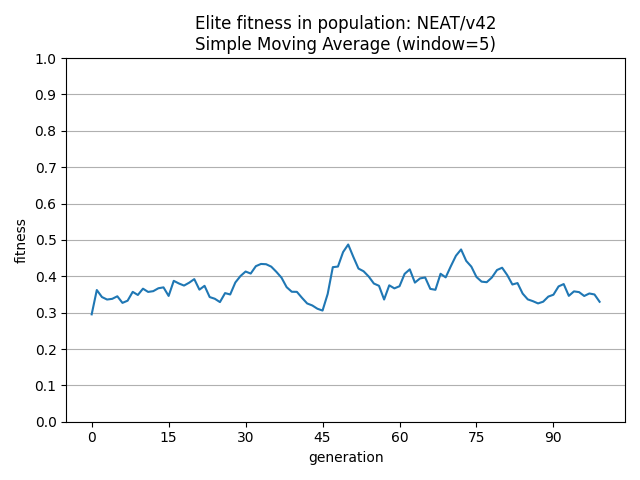 Elite fitness in population: NEAT/v42
Simple Moving Average (window=5)
1.0
0.9
0.8
0.7
0.6
0.5
0.4
0.3
0.2
0.1
0.0
fitness
0 15 30 45 60 75 90
generation